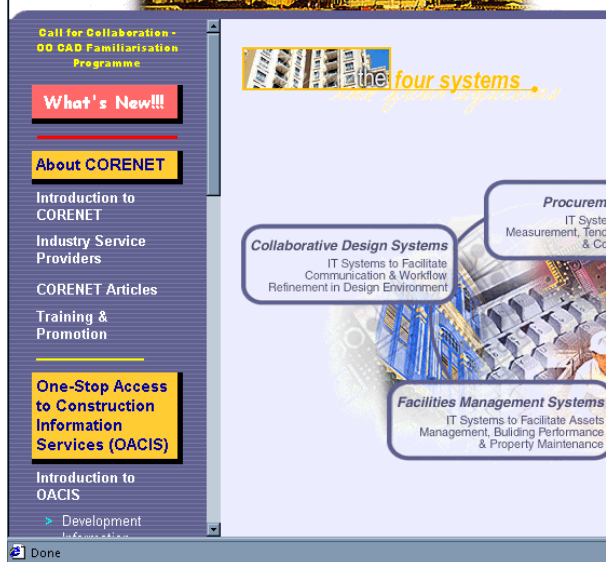 Call for Collaboration -
OO CAD Familiarisation
Programme
What's New!!!
About CORENET
Introduction to
CORENET
Industry Service
Providers
CORENET Articles
Training &
Promotion
One-Stop Access
to Construction
Information
Services (OACIS)
Introduction to
OACIS
> Development
Information
the four systems
Procurem
IT Syste
Measurement, Tend
& Co
Collaborative Design Systems
IT Systems to Facilitate
Communication & Workflow
Refinement in Design Environment
Facilities Management Systems
IT Systems to Facilitate Assets
Management, Buliding Performance
& Property Maintenance
Done